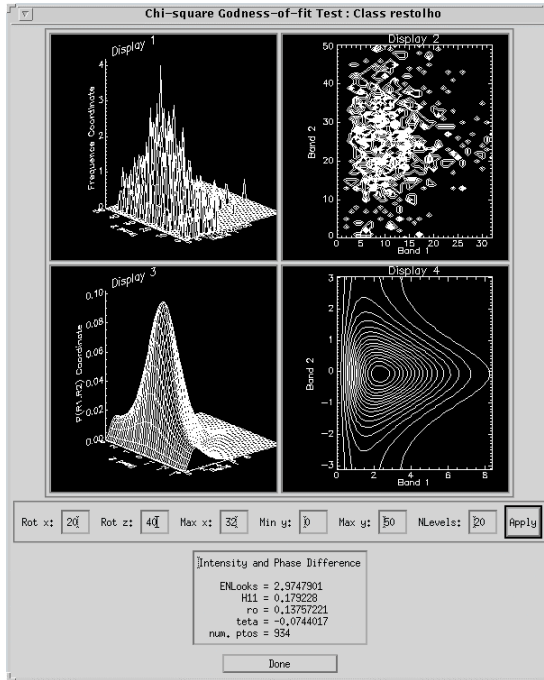 Chi-square Godness-of-fit Test : Class restolho
Display 1
Frequence Coordinate
4
3
2
1
0
Display 2
Band 2
50
40
30
20
10
0
0 5 10 15 20 25 30
Band 1
Display 3
P(R1,R2) Coordinate
0.10
0.08
0.06
0.04
0.02
0.00
Display 4
Band 2
3
2
1
0
-1
-2
-3
0 2 4 6 8
Band 1
Rot x: 20 Rot z: 40 Max x: 32 Min y: 0 Max y: 50 NLevels: 20 Apply
Intensity and Phase Difference
ENLooks = 2.9747901
H11 = 0.179228
ro = 0.13757221
teta = -0.0744017
num. ptos = 934
Done